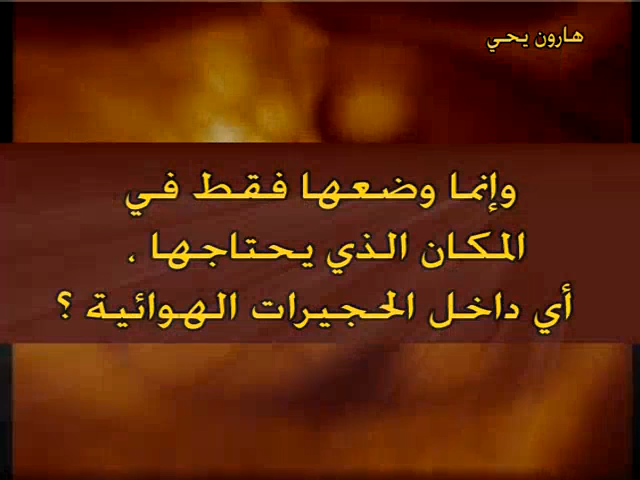 هارون يحي
وإنما وضعها فقط في
المكان الذي يحتاجها ،
أي داخل الحجيرات الهوائية ؟